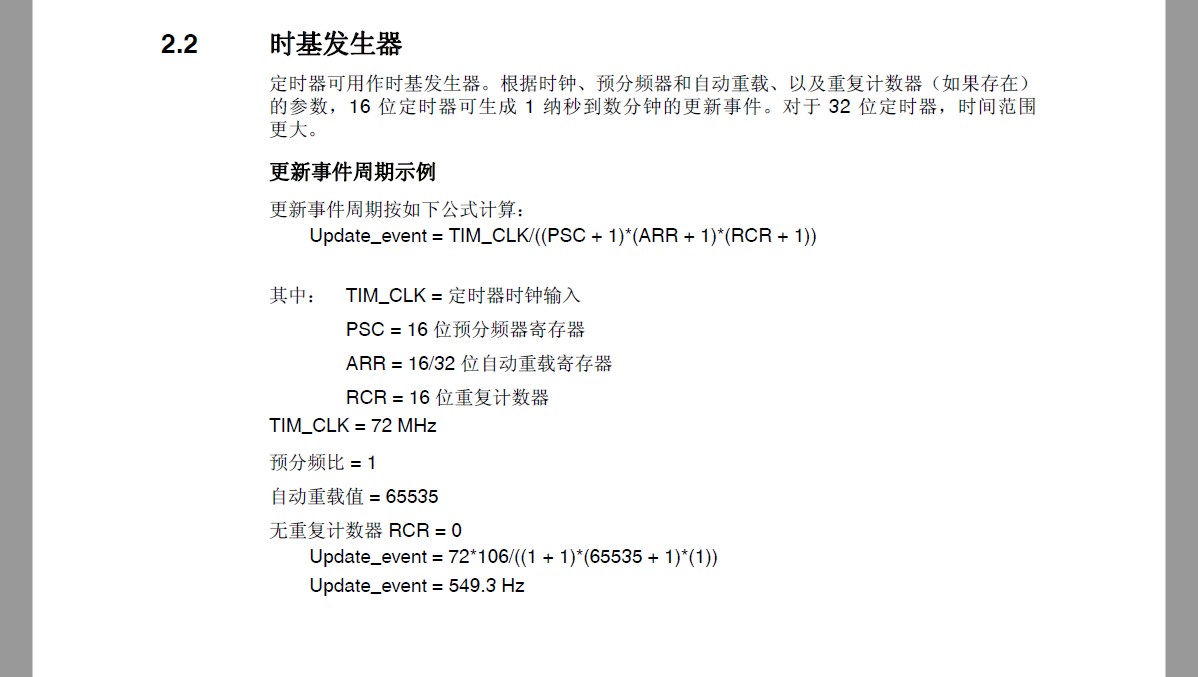 2.2 时基发生器
定时器可用作时基发生器。根据时钟、预分频器和自动重载、以及重复计数器（如果存在）
的参数，16 位定时器可生成 1 纳秒到数分钟的更新事件。对于 32 位定时器，时间范围
更大。
更新事件周期示例
更新事件周期按如下公式计算：
Update_event = TIM_CLK/((PSC + 1)*(ARR + 1)*(RCR + 1))
其中： TIM_CLK = 定时器时钟输入
PSC = 16 位预分频器寄存器
ARR = 16/32 位自动重载寄存器
RCR = 16 位重复计数器
TIM_CLK = 72 MHz
预分频比 = 1
自动重载值 = 65535
无重复计数器 RCR = 0
Update_event = 72*106/((1 + 1)*(65535 + 1)*(1))
Update_event = 549.3 Hz